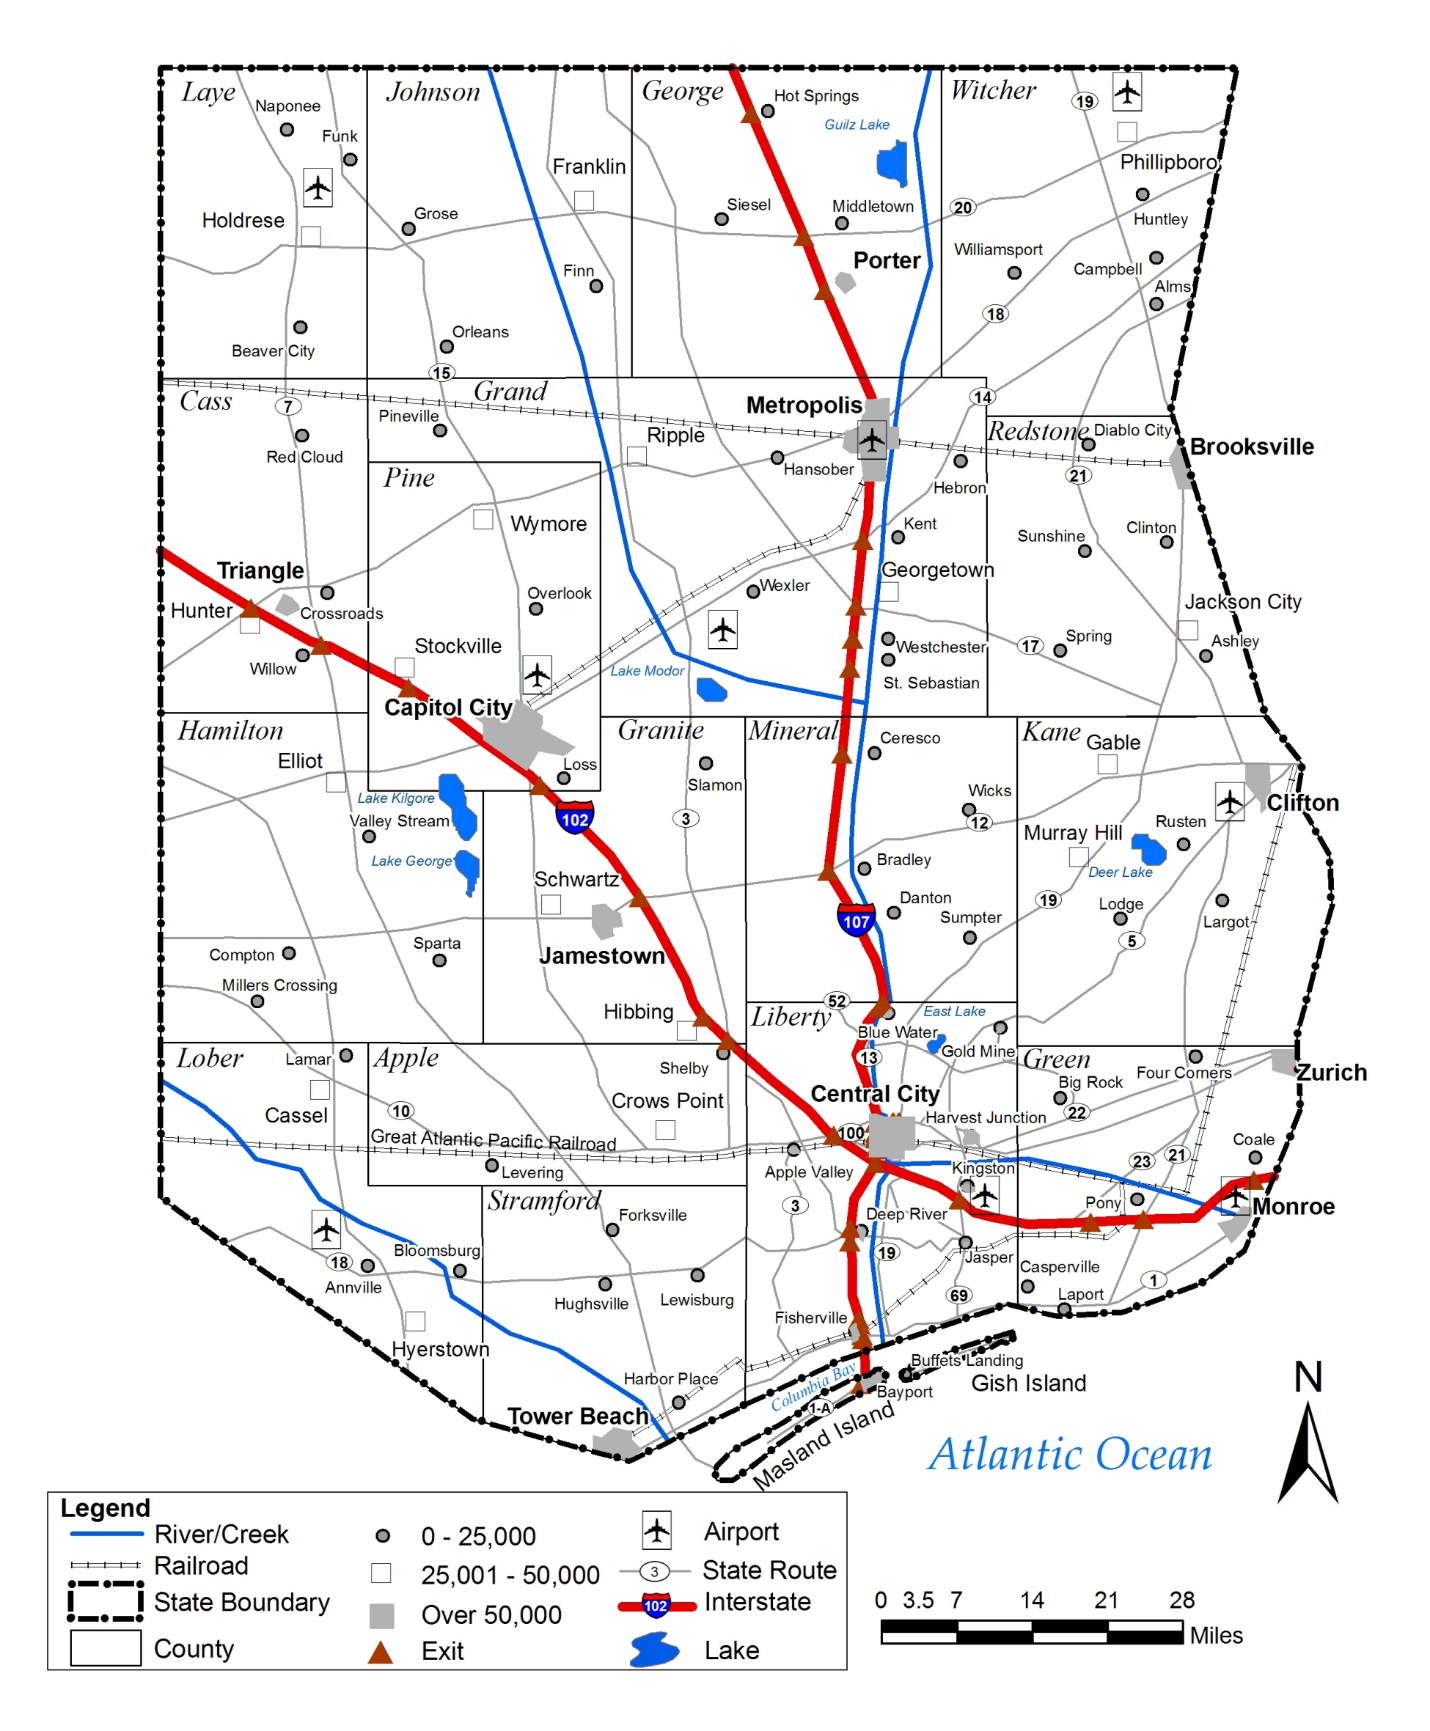 Laye
Johnson
George
Witcher
Naponee
Funk
Hot Springs
Guilz Lake
19
Franklin
Phillipboro
Holdrese
Grose
Siesel
Middletown
20
Huntley
Finn
Porter
Williamsport
Campbell
Alms
18
Beaver City
Orleans
15
Cass
7
Grand
Metropolis
14
Pineville
Ripple
Redstone
Diablo City
Brooksville
Red Cloud
Hansober
21
Pine
Hebron
Wymore
Kent
Sunshine
Clinton
Triangle
Georgetown
Hunter
Crossroads
Overlook
Wexler
Jackson City
Willow
Stockville
Westchester
17
Spring
Ashley
Lake Modor
St. Sebastian
Capitol City
Hamilton
Granite
Mineral
Kane
Elliot
Loss
Ceresco
Gable
Slamon
Lake Kilgore
Wicks
Clifton
Valley Stream
102
3
12
Murray Hill
Rusten
Lake George
Bradley
Deer Lake
Schwartz
Danton
19
Lodge
107
Sumpter
Largot
5
Compton
Sparta
Jamestown
Millers Crossing
52
Hibbing
Liberty
East Lake
Blue Water
Lober
Lamar
Apple
13
Gold Mine
Green
Shelby
Four Corners
Zurich
Big Rock
Central City
Cassel
10
Crows Point
Harvest Junction
22
Great Atlantic Pacific Railroad
100
Coale
Levering
Apple Valley
Kingston
23
21
Stramford
3
Pony
Monroe
Forksville
Deep River
Bloomsburg
18
19
Jasper
Annville
Casperville
1
Hughsville
Lewisburg
69
Laport
Fisherville
Hyerstown
Harbor Place
Columbia Bay
Buffets Landing
Bayport
Gish Island
N
Tower Beach
1-A
Masland Island
Atlantic Ocean
Legend
River/Creek
0 - 25,000
Airport
Railroad
25,001 - 50,000
3
State Route
State Boundary
Over 50,000
102
Interstate
County
Exit
Lake
0 3.5 7 14 21 28
Miles